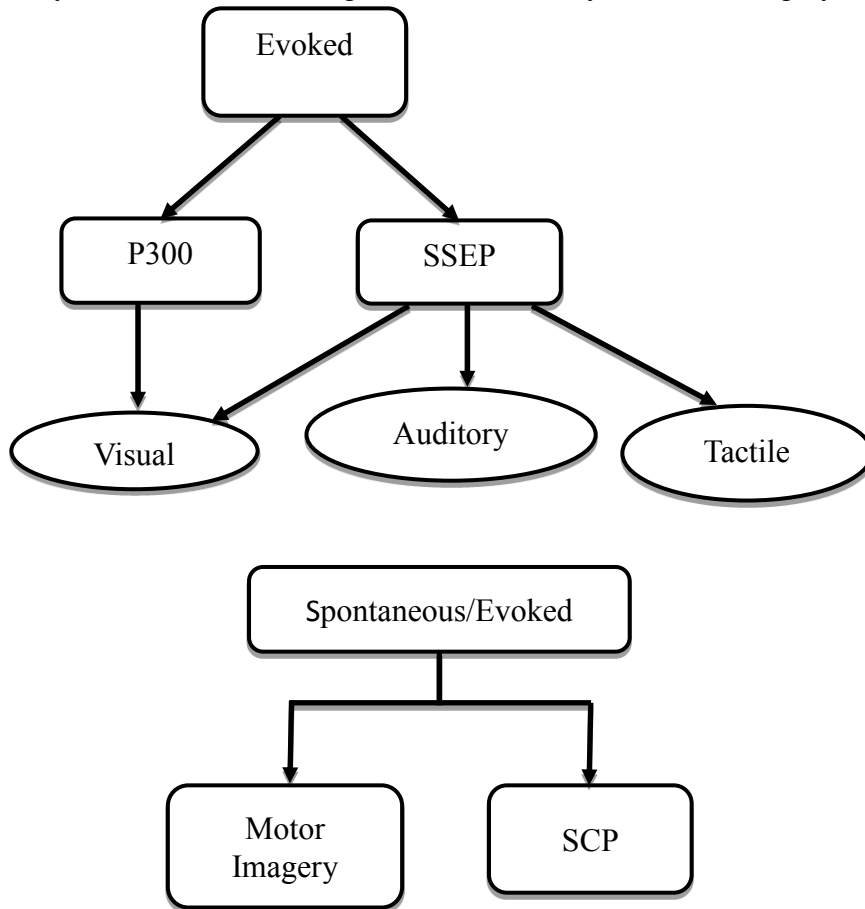 Evoked
P300
SSEP
Visual
Auditory
Tactile
Spontaneous/Evoked
Motor
Imagery
SCP